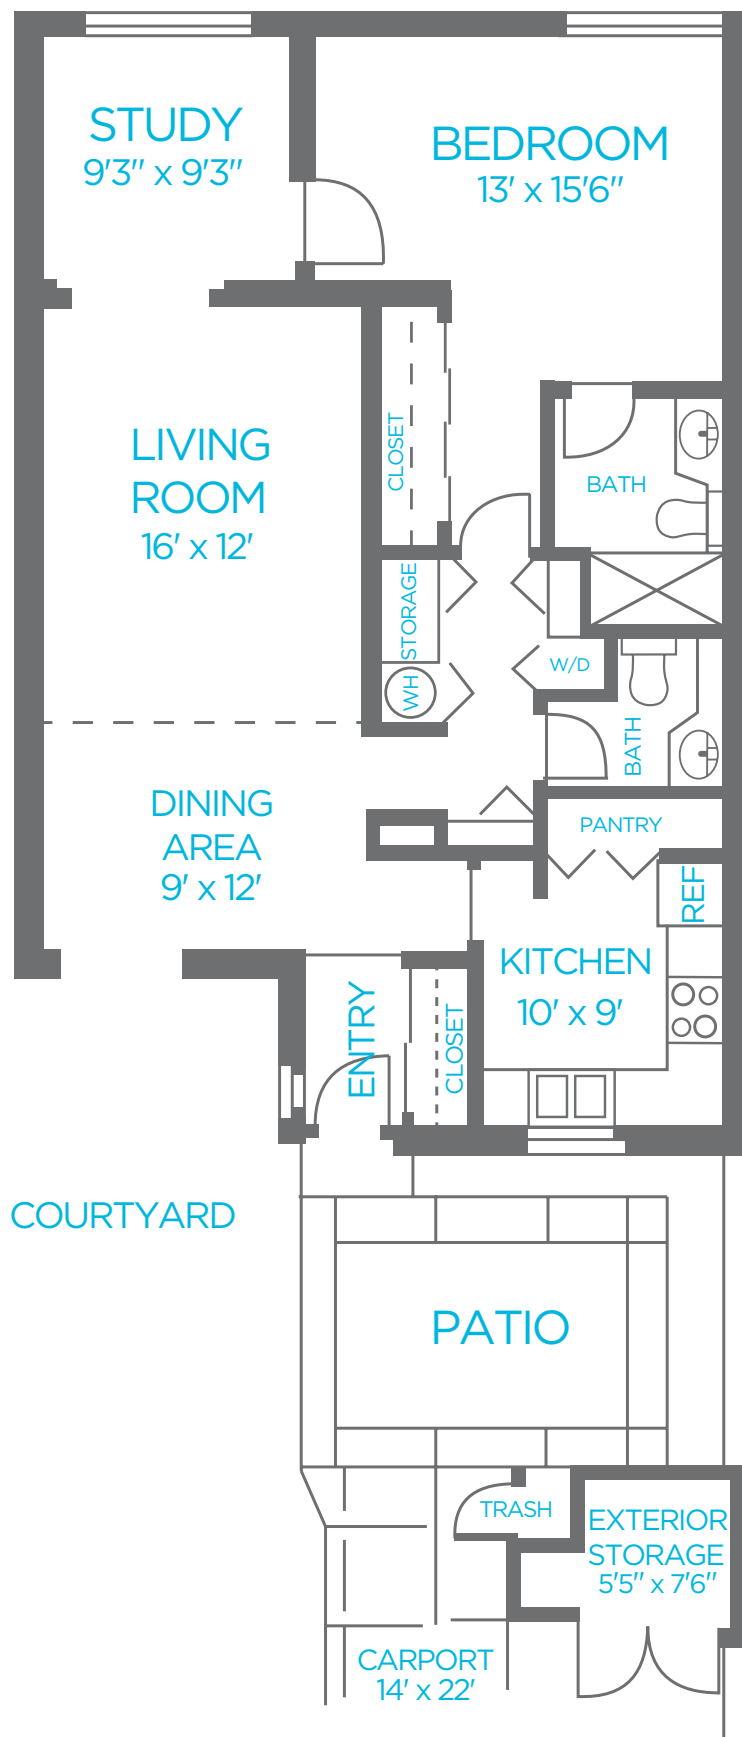 STUDY
9'3" x 9'3"
BEDROOM
13' x 15'6"
LIVING
ROOM
16' x 12'
CLOSET
BATH
STORAGE
WH
W/D
BATH
DINING
AREA
9' x 12'
PANTRY
REF
KITCHEN
10' x 9'
ENTRY
CLOSET
COURTYARD
PATIO
TRASH
EXTERIOR
STORAGE
5'5" x 7'6"
CARPORT
14' x 22'